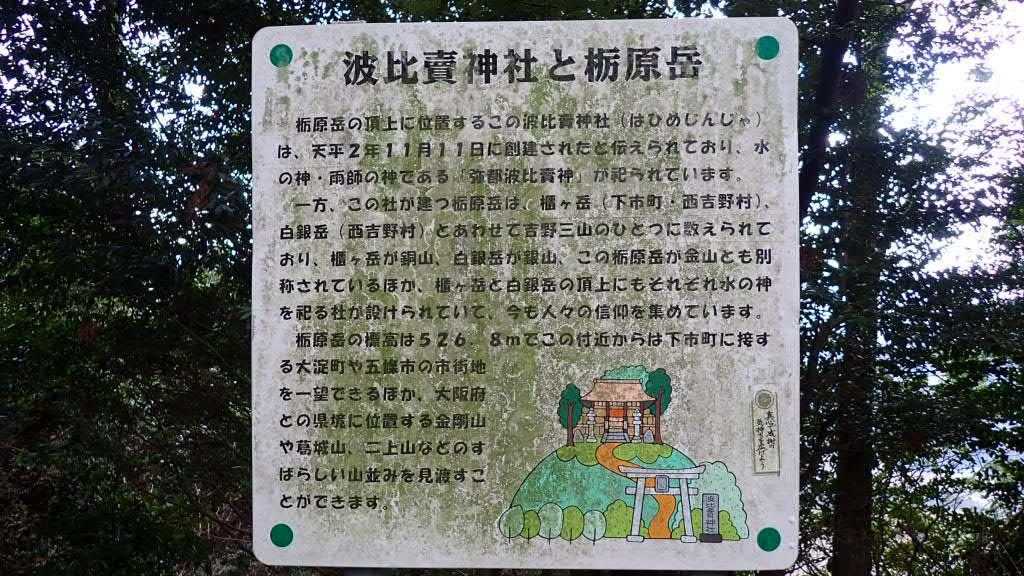 波比賣神社と栃原岳
栃原岳の頂上に位置するこの波比賣神社（はひめじんじゃ）
は、天平２年１１月１１日に創建されたと伝えられており、水
の神・雨師の神である「弥都波比賣神」が祀られています。
一方、この社が建つ栃原岳は、櫃ヶ岳（下市町・西吉野村）、
白銀岳（西吉野村）とあわせて吉野三山のひとつに数えられて
おり、櫃ヶ岳が銅山、白銀岳が銀山、この栃原岳が金山とも別
称されているほか、櫃ヶ岳と白銀岳の頂上にもそれぞれ水の神
を祀る社が設けられていて、今も人々の信仰を集めています。
栃原岳の標高は５２６．８ｍでこの付近からは下市町に接す
る大淀町や五條市の市街地
を一望できるほか、大阪府
との県境に位置する金剛山
や葛城山、二上山などのす
ばらしい山並みを見渡すこ
とができます。
波比賣神社